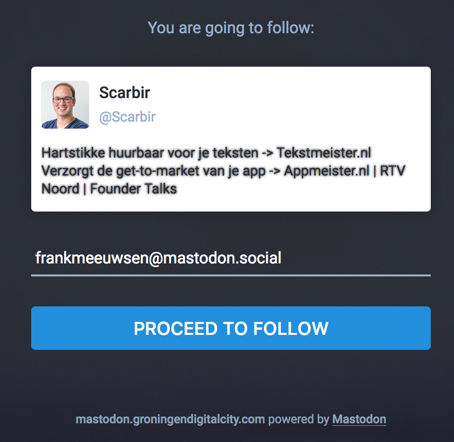 You are going to follow:
Scarbir
@Scarbir
Hartstikke huurbaar voor je teksten -> Tekstmeister.nl
Verzorgt de get-to-market van je app -> Appmeister.nl | RTV
Noord | Founder Talks
frankmeeuwsen@mastodon.social
PROCEED TO FOLLOW
mastodon.groningendigitalcity.com powered by Mastodon